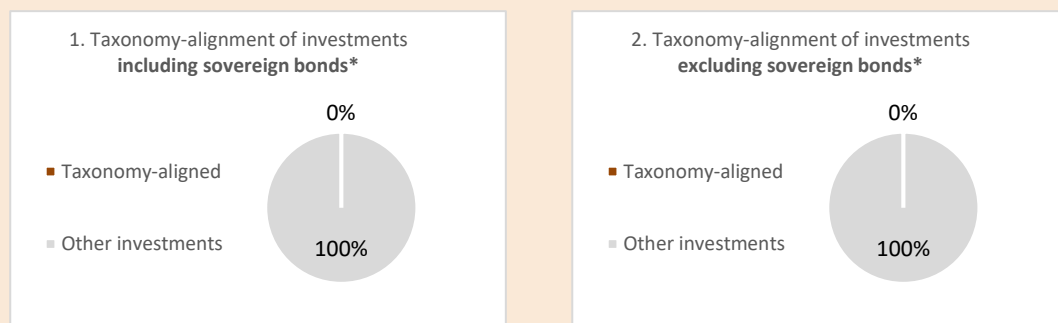 1. Taxonomy-alignment of investments
including sovereign bonds*
0%
Taxonomy-aligned
Other investments
100%
2. Taxonomy-alignment of investments
excluding sovereign bonds*
0%
Taxonomy-aligned
Other investments
100%